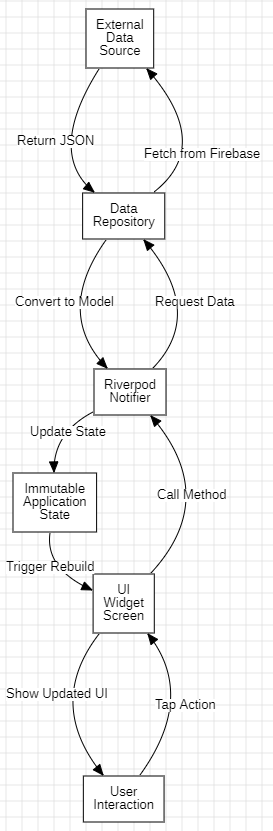 External
Data
Source
Return JSON
Fetch from Firebase
Data
Repository
Convert to Model
Request Data
Riverpod
Notifier
Update State
Immutable
Application
State
Call Method
Trigger Rebuild
UI
Widget
Screen
Show Updated UI
Tap Action
User
Interaction